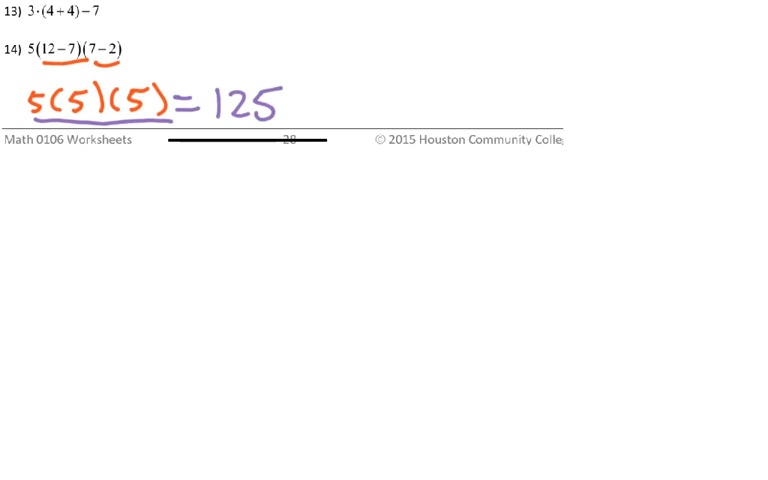 13) 3·(4+4)−7
14) 5(12−7)(7−2)
5(5)(5) = 125
Math 0106 Worksheets 28 © 2015 Houston Community